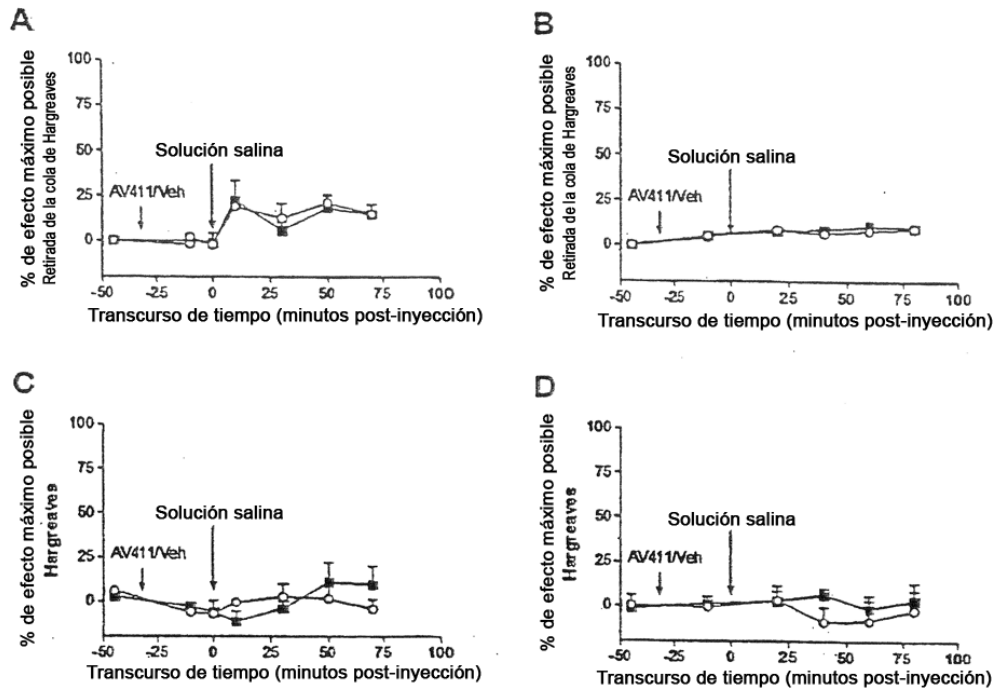 A
% de efecto máximo posible
Retirada de la cola de Hargreaves
100
75
50
25
0
Solución salina
AV411/Veh
-50 -25 0 25 50 75 100
Transcurso de tiempo (minutos post-inyección)
B
% de efecto máximo posible
Retirada de la cola de Hargreaves
100
75
50
25
0
Solución salina
AV411/Veh
-50 -25 0 25 50 75 100
Transcurso de tiempo (minutos post-inyección)
C
% de efecto máximo posible
Hargreaves
100
75
50
25
0
Solución salina
AV411/Veh
-50 -25 0 25 50 75 100
Transcurso de tiempo (minutos post-inyección)
D
% de efecto máximo posible
Hargreaves
100
75
50
25
0
Solución salina
AV411/Veh
-50 -25 0 25 50 75 100
Transcurso de tiempo (minutos post-inyección)